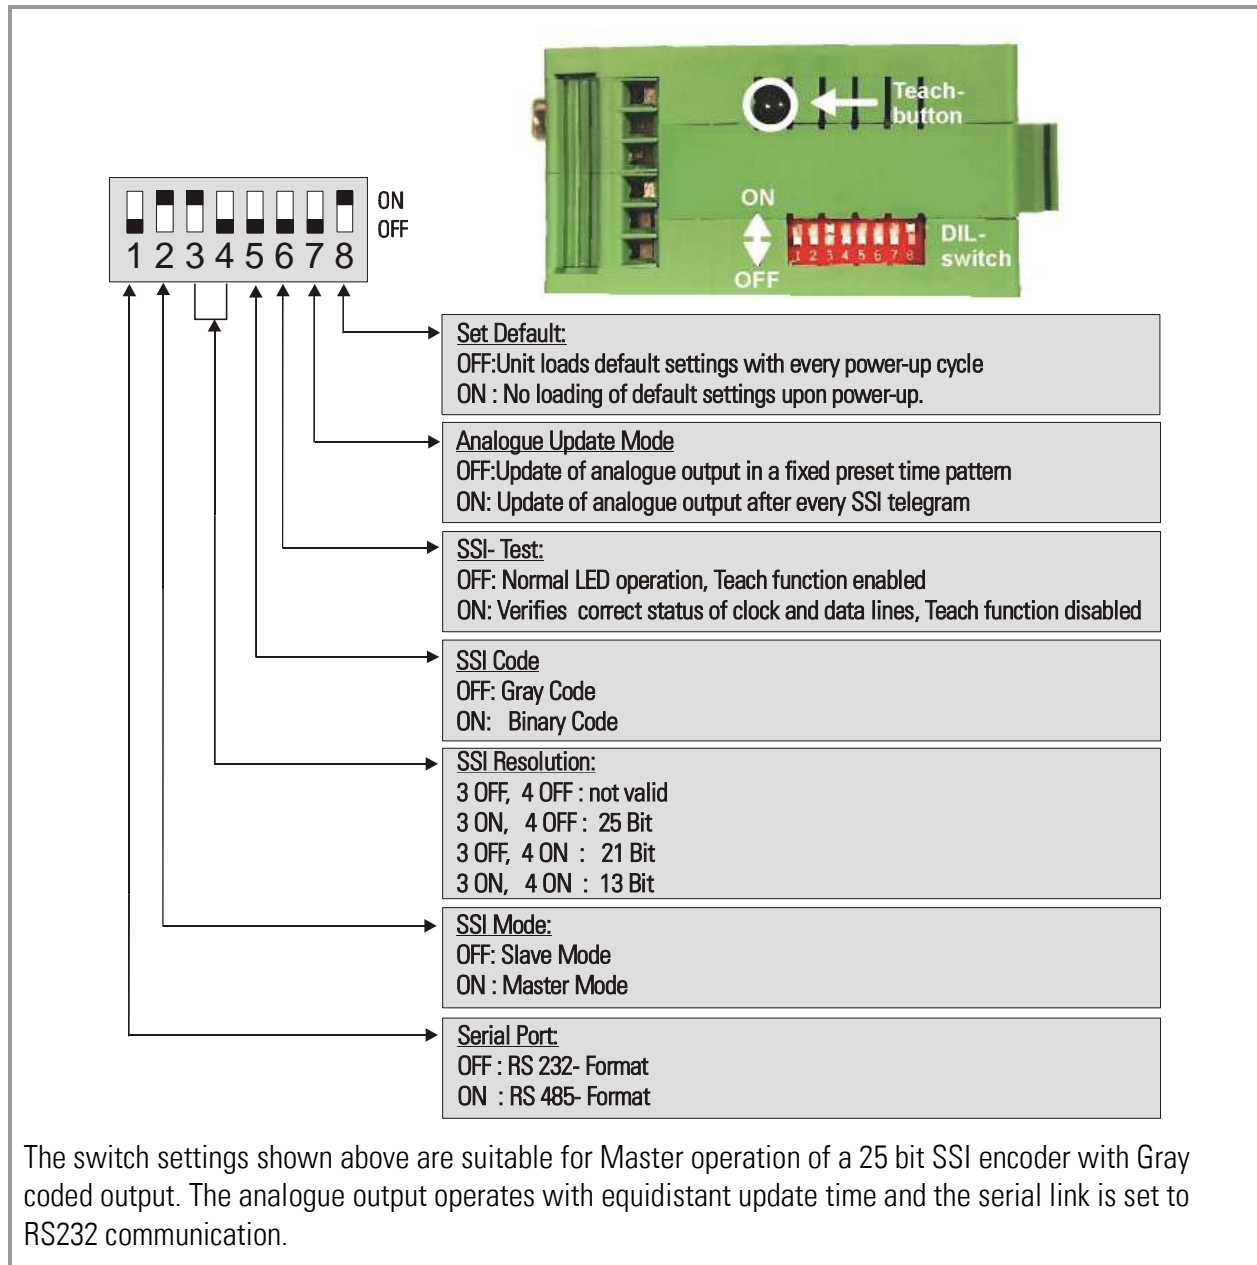 Teach-
button
ON
OFF
DIL-
switch
1 2 3 4 5 6 7 8
ON
OFF
1 2 3 4 5 6 7 8
Set Default:
OFF:Unit loads default settings with every power-up cycle
ON : No loading of default settings upon power-up.
Analogue Update Mode
OFF:Update of analogue output in a fixed preset time pattern
ON: Update of analogue output after every SSI telegram
SSI- Test:
OFF: Normal LED operation, Teach function enabled
ON: Verifies correct status of clock and data lines, Teach function disabled
SSI Code
OFF: Gray Code
ON: Binary Code
SSI Resolution:
3 OFF, 4 OFF : not valid
3 ON, 4 OFF : 25 Bit
3 OFF, 4 ON : 21 Bit
3 ON, 4 ON : 13 Bit
SSI Mode:
OFF: Slave Mode
ON : Master Mode
Serial Port:
OFF : RS 232- Format
ON : RS 485- Format
The switch settings shown above are suitable for Master operation of a 25 bit SSI encoder with Gray
coded output. The analogue output operates with equidistant update time and the serial link is set to
RS232 communication.